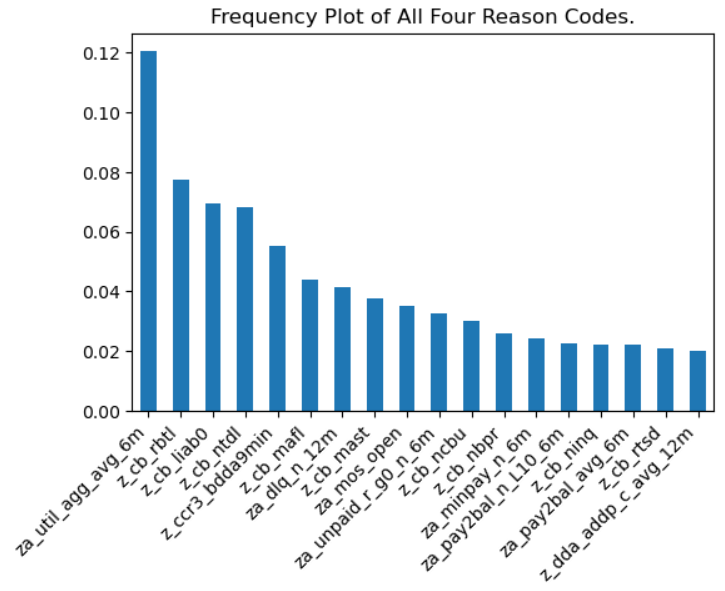 Frequency Plot of All Four Reason Codes.
0.12
0.10
0.08
0.06
0.04
0.02
0.00
za_util_agg_avg_6m
z_cb_rbtl
z_cb_liab0
z_cb_ntdl
z_ccr3_bdda9min
z_cb_mafl
za_dlq_n_12m
z_cb_mast
za_mos_open
za_unpaid_r_g0_n_6m
z_cb_ncbu
z_cb_nbpr
za_minpay_n_6m
za_pay2bal_n_L10_6m
z_cb_ninq
za_pay2bal_avg_6m
z_cb_rtsd
z_dda_addp_c_avg_12m